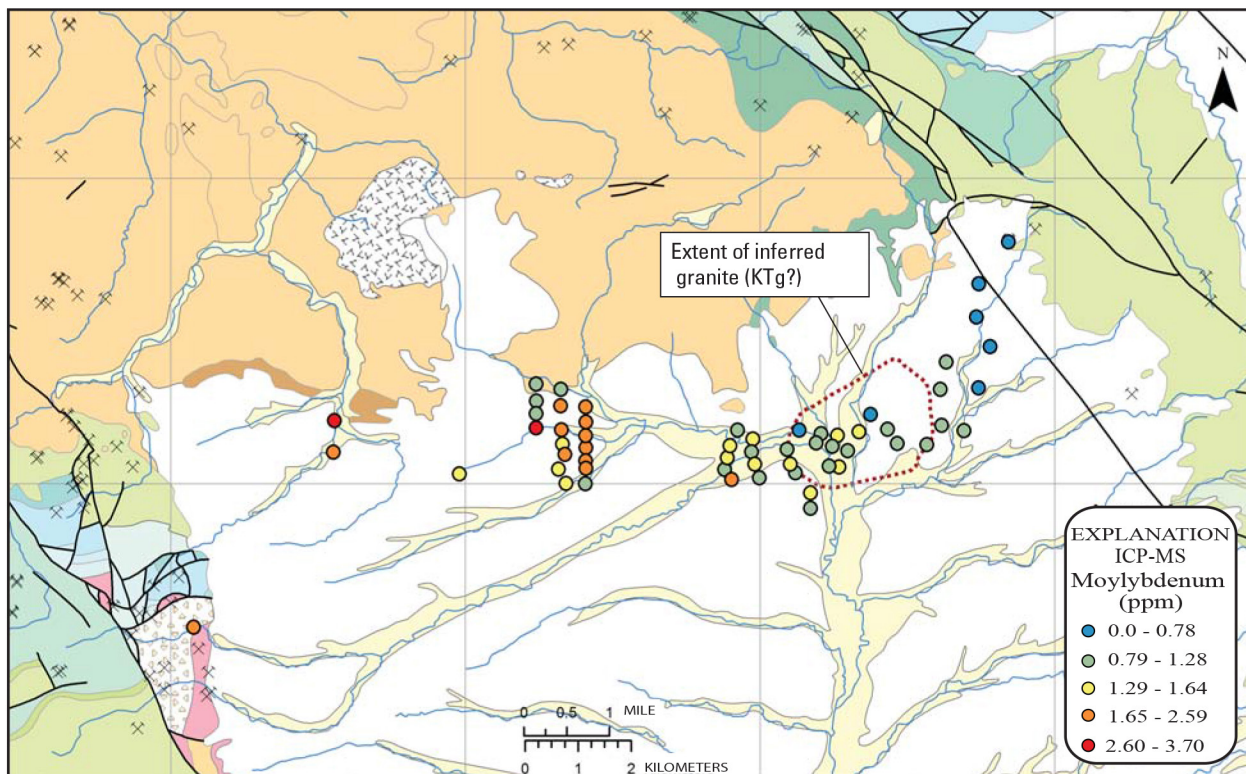 N
Extent of inferred
granite (KTg?)
EXPLANATION
ICP-MS
Moylybdenum
(ppm)
0.0 - 0.78
0.79 - 1.28
1.29 - 1.64
1.65 - 2.59
2.60 - 3.70
0 0.5 1 MILE
0 1 2 KILOMETERS